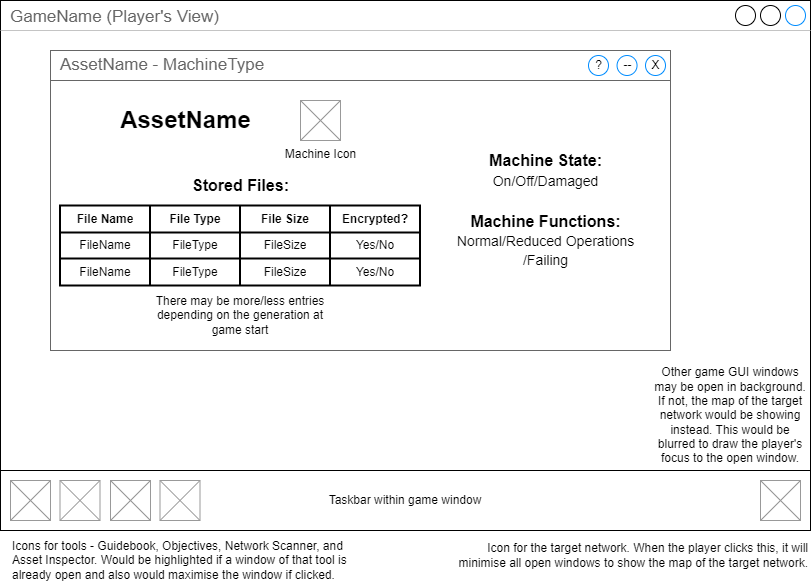 GameName (Player's View)
AssetName - MachineType
? -- X
AssetName
Machine Icon
Stored Files:
File Name File Type File Size Encrypted?
FileName FileType FileSize Yes/No
FileName FileType FileSize Yes/No
There may be more/less entries
depending on the generation at
game start
Machine State:
On/Off/Damaged
Machine Functions:
Normal/Reduced Operations
/Failing
Other game GUI windows
may be open in background.
If not, the map of the target
network would be showing
instead. This would be
blurred to draw the player's
focus to the open window.
Taskbar within game window
Icons for tools - Guidebook, Objectives, Network Scanner, and
Asset Inspector. Would be highlighted if a window of that tool is
already open and also would maximise the window if clicked.
Icon for the target network. When the player clicks this, it will
minimise all open windows to show the map of the target network.